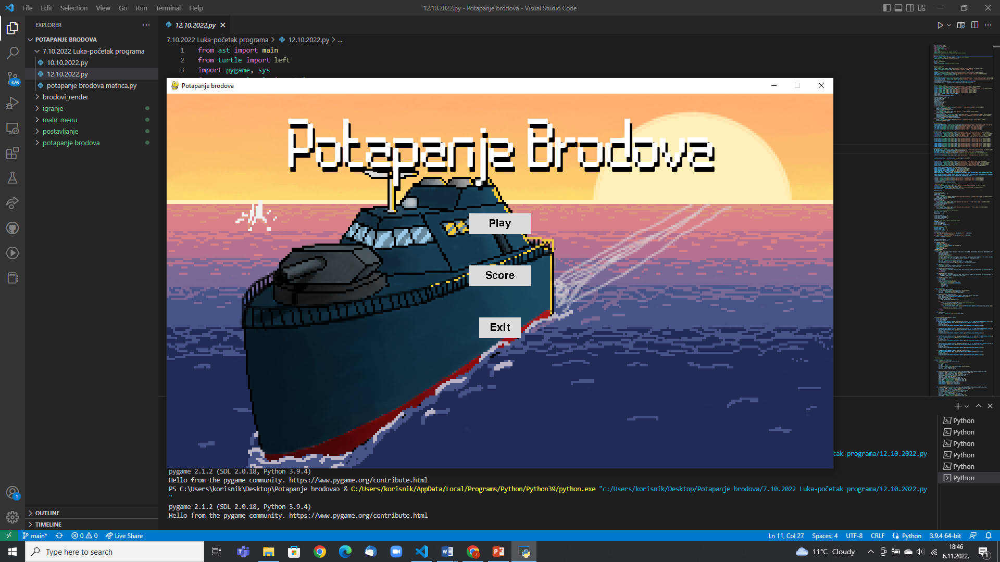 File Edit Selection View Go Run Terminal Help
12.10.2022.py - Potapanje brodova - Visual Studio Code
EXPLORER
POTAPANJE BRODOVA
7.10.2022 Luka-početak programa
10.10.2022.py
12.10.2022.py
potapanje brodova matrica.py
brodovi_render
igranje
main_menu
postavljanje
potapanje brodova
326
12.10.2022.py
7.10.2022 Luka-početak programa > 12.10.2022.py > ...
1 from ast import main
2 from turtle import left
3 import pygame, sys
Potapanje brodova
Potapanje Brodova
Play
Score
Exit
Python
Python
Python
Python
Python
Python
programa/12.10.2022.py
pygame 2.1.2 (SDL 2.0.18, Python 3.9.4)
Hello from the pygame community. https://www.pygame.org/contribute.html
PS C:\Users\korisnik\Desktop\Potapanje brodova> & C:/Users/korisnik/AppData/Local/Programs/Python/Python39/python.exe "c:/Users/korisnik/Desktop/Potapanje brodova/7.10.2022 Luka-početak programa/12.10.2022.py
"
pygame 2.1.2 (SDL 2.0.18, Python 3.9.4)
Hello from the pygame community. https://www.pygame.org/contribute.html
1
OUTLINE
TIMELINE
main* 0 0 Live Share
Ln 11, Col 27 Spaces: 4 UTF-8 CRLF Python 3.9.4 64-bit
Type here to search
11°C Cloudy
18:46
6.11.2022.
1